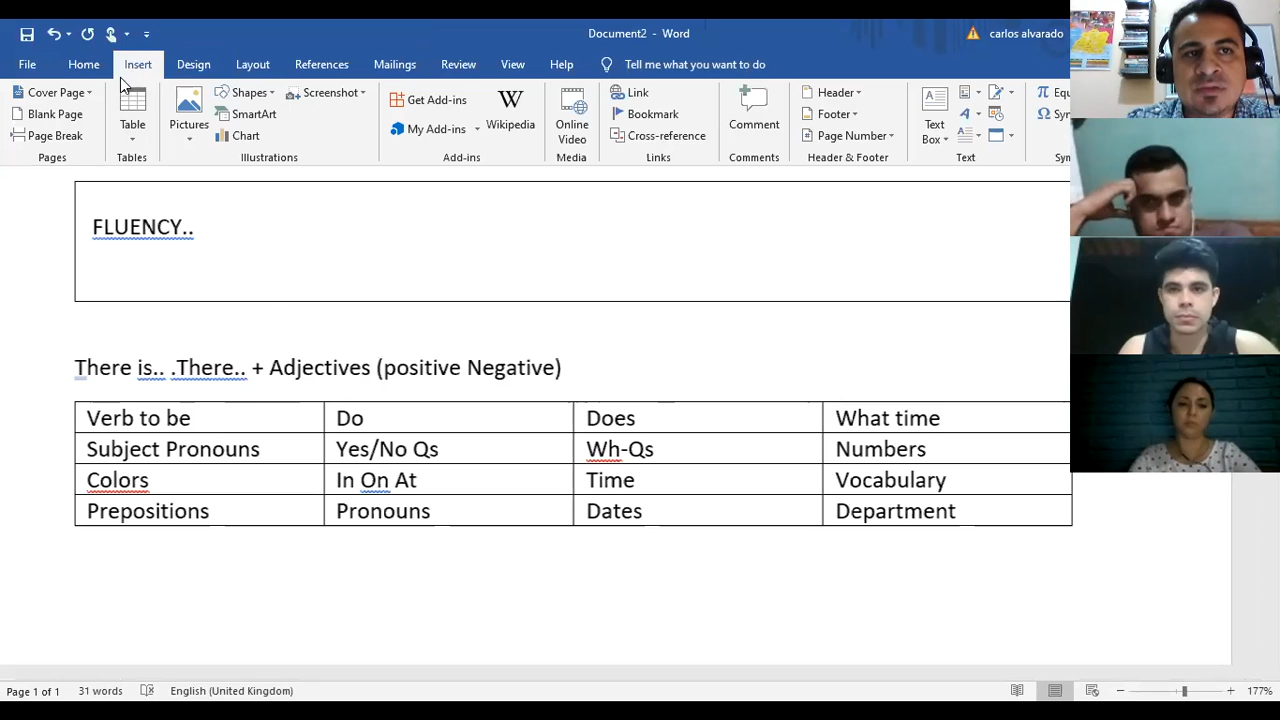 Document2 - Word
carlos alvarado
File Home Insert Design Layout References Mailings Review View Help Tell me what you want to do
Cover Page
Blank Page
Page Break
Pages
Table
Tables
Pictures
Shapes
SmartArt
Chart
Screenshot
Illustrations
Get Add-ins
My Add-ins
Wikipedia
Add-ins
Online
Video
Media
Link
Bookmark
Cross-reference
Links
Comment
Comments
Header
Footer
Page Number
Header & Footer
Text
Box
Text
FLUENCY..
There is.. .There.. + Adjectives (positive Negative)
Verb to be Do Does What time
Subject Pronouns Yes/No Qs Wh-Qs Numbers
Colors In On At Time Vocabulary
Prepositions Pronouns Dates Department
Page 1 of 1 31 words English (United Kingdom) 177%